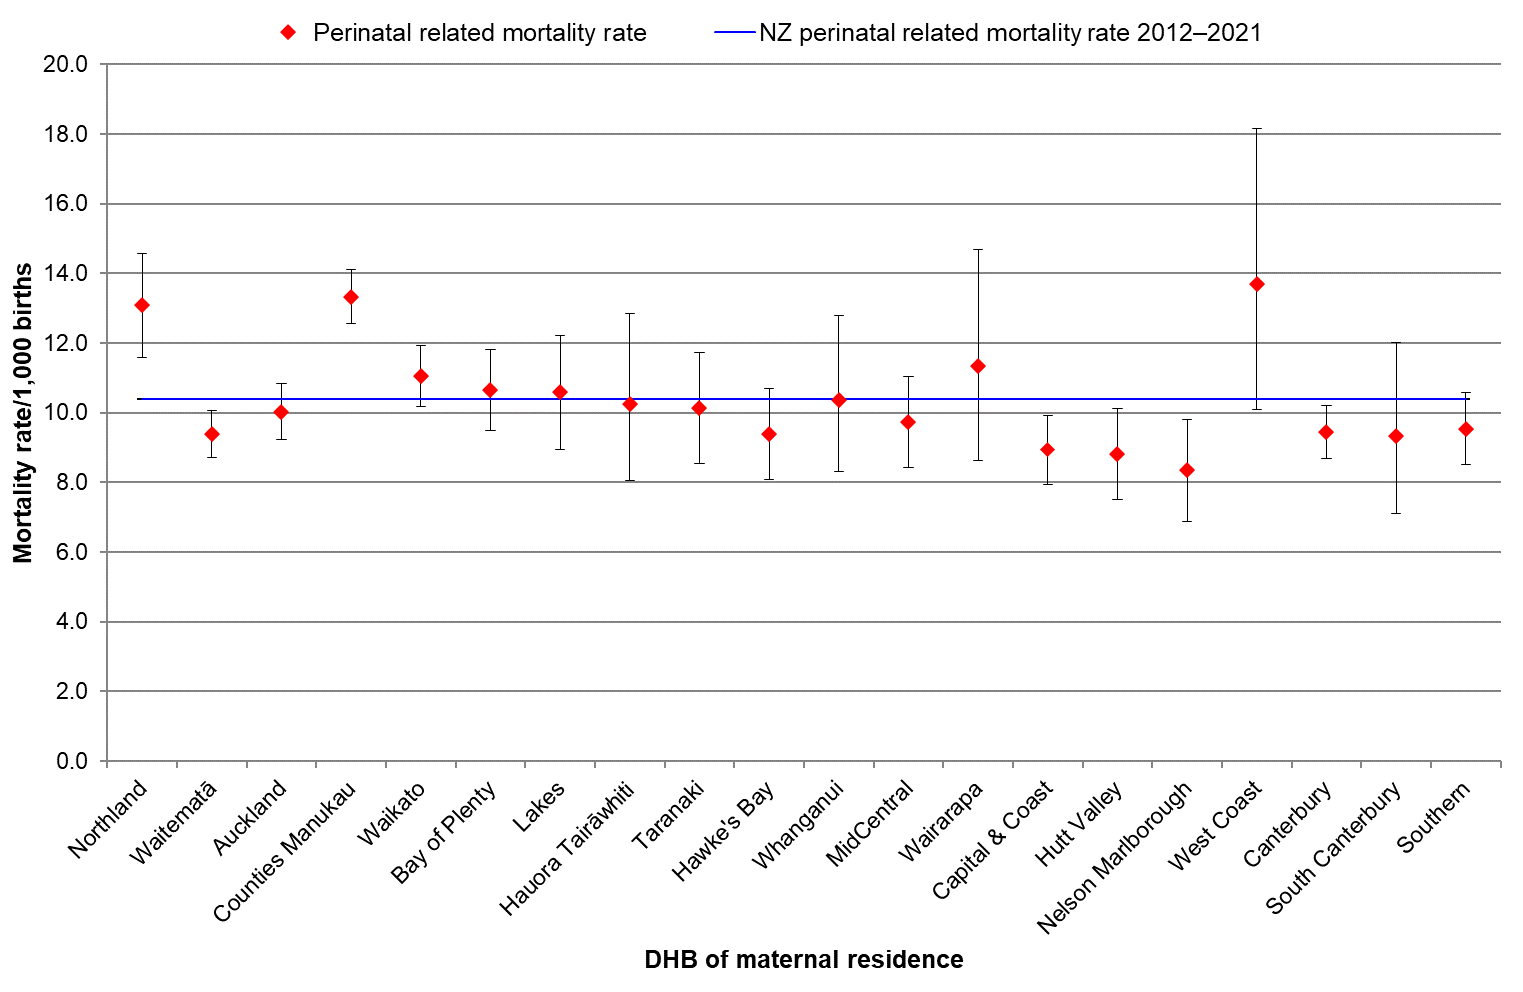 Perinatal related mortality rate
NZ perinatal related mortality rate 2012–2021
Mortality rate/1,000 births
20.0
18.0
16.0
14.0
12.0
10.0
8.0
6.0
4.0
2.0
0.0
Northland
Waitematā
Auckland
Counties Manukau
Waikato
Bay of Plenty
Lakes
Hauora Tairāwhiti
Taranaki
Hawke's Bay
Whanganui
MidCentral
Wairarapa
Capital & Coast
Hutt Valley
Nelson Marlborough
West Coast
Canterbury
South Canterbury
Southern
DHB of maternal residence